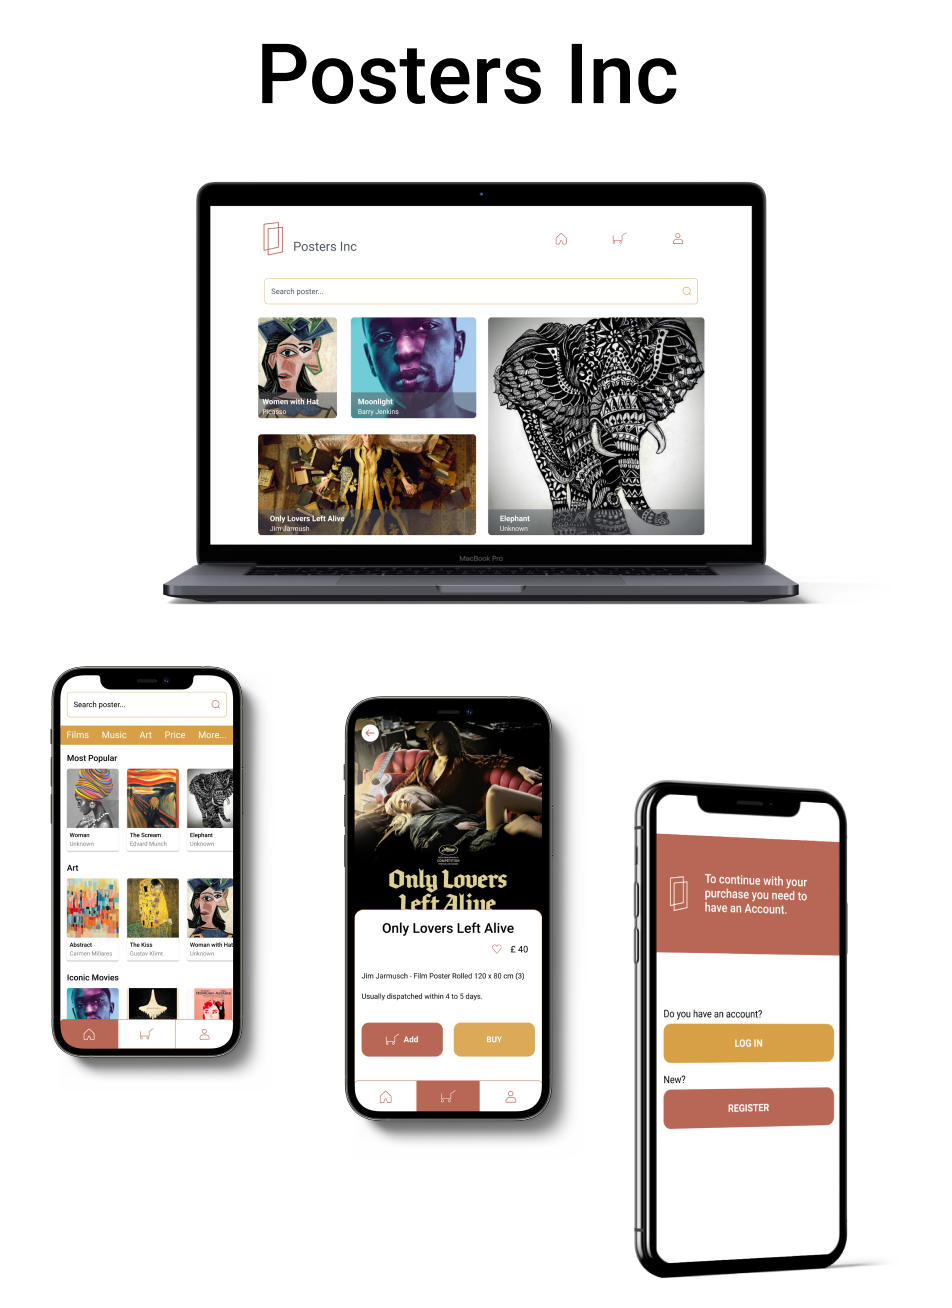 Posters Inc
Posters Inc
Search poster...
Women with Hat
Picasso
Moonlight
Barry Jenkins
Only Lovers Left Alive
Jim Jarmush
Elephant
Unknown
MacBook Pro
Search poster...
Films Music Art Price More...
Most Popular
Woman
Unknown
The Scream
Edvard Munch
Elephant
Unknown
Art
Abstract
Carmen Miliares
The Kiss
Gustav Klimt
Woman with Hat
Unknown
Iconic Movies
COMPÉTITION
Only Lovers
Left Alive
Only Lovers Left Alive
£ 40
Jim Jarmusch - Film Poster Rolled 120 x 80 cm (3)
Usually dispatched within 4 to 5 days.
Add
BUY
To continue with your
purchase you need to
have an Account.
Do you have an account?
LOG IN
New?
REGISTER